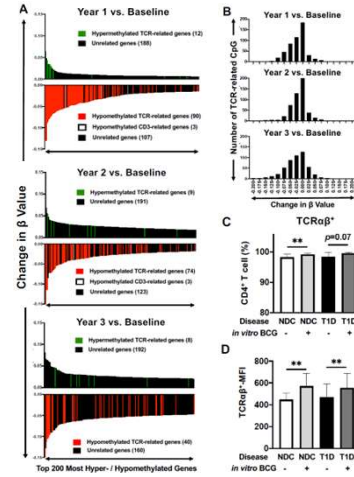 A
Year 1 vs. Baseline
Hypermethylated TCR-related genes (12)
Unrelated genes (188)
Hypomethylated TCR-related genes (90)
Hypomethylated CD3-related genes (3)
Unrelated genes (107)
Year 2 vs. Baseline
Hypermethylated TCR-related genes (9)
Unrelated genes (191)
Hypomethylated TCR-related genes (74)
Hypomethylated CD3-related genes (3)
Unrelated genes (123)
Year 3 vs. Baseline
Hypermethylated TCR-related genes (8)
Unrelated genes (192)
Hypomethylated TCR-related genes (40)
Unrelated genes (160)
Change in β Value
Top 200 Most Hyper- / Hypomethylated Genes
B
Year 1 vs. Baseline
Year 2 vs. Baseline
Year 3 vs. Baseline
Number of TCR-related CpG
Change in β Value
C
TCRαβ⁺
** p=0.07
CD4⁺ T cell (%)
100
90
80
Disease NDC NDC T1D T1D
in vitro BCG - + - +
D
** **
TCRαβ⁺-MFI
800
600
400
200
0
Disease NDC NDC T1D T1D
in vitro BCG - + - +